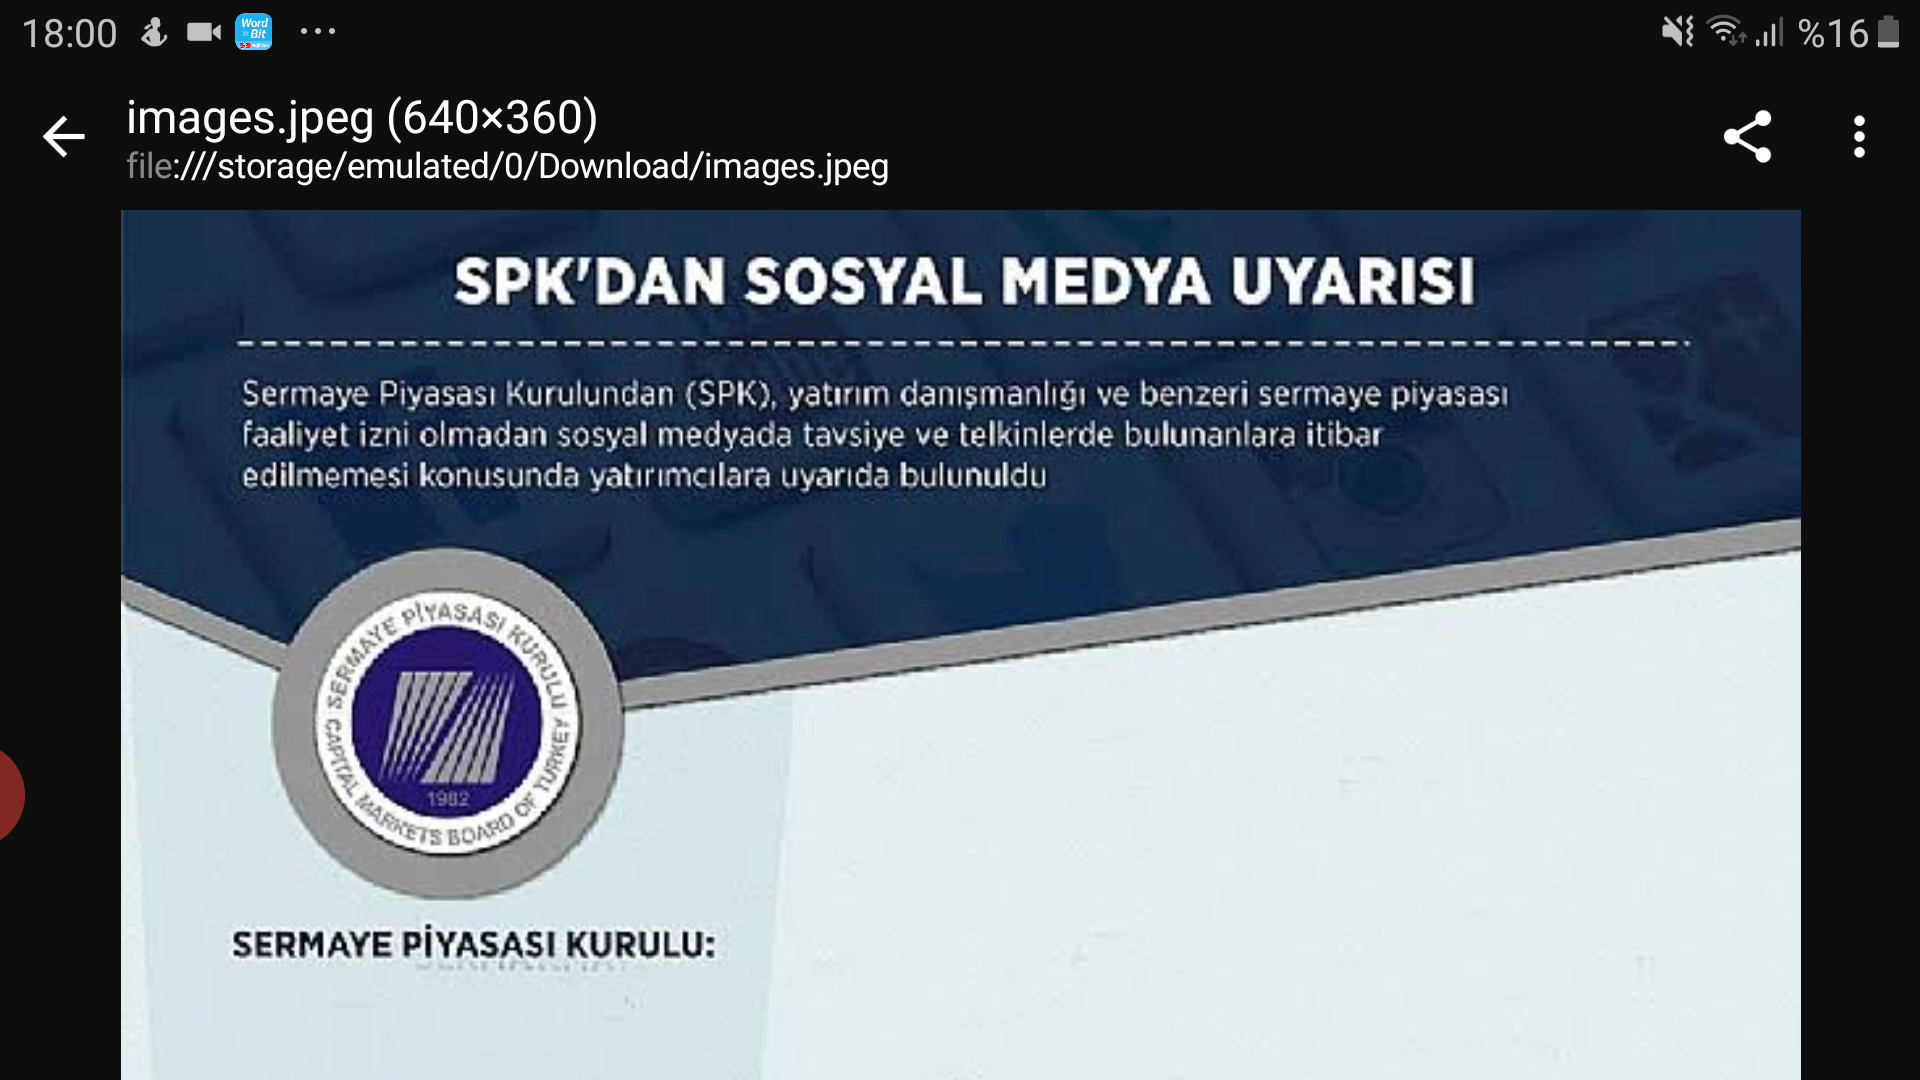 18:00
Word
Bit
%16
images.jpeg (640×360)
file:///storage/emulated/0/Download/images.jpeg
SPK'DAN SOSYAL MEDYA UYARISI
Sermaye Piyasası Kurulundan (SPK), yatırım danışmanlığı ve benzeri sermaye piyasası
faaliyet izni olmadan sosyal medyada tavsiye ve telkinlerde bulunanlara itibar
edilmemesi konusunda yatırımcılara uyarıda bulunuldu
SERMAYE PİYASASI KURULU
CAPITAL MARKETS BOARD OF TURKEY
1982
SERMAYE PİYASASI KURULU: